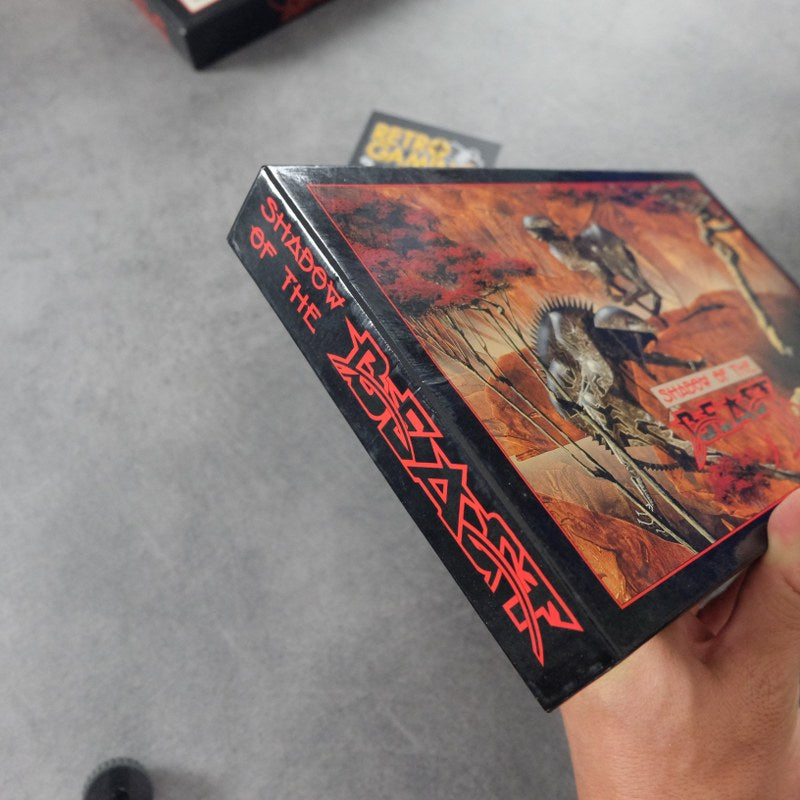 RETRO
GAME
SHADOW
OF THE
BEAST
SHADOW OF THE
BEAST